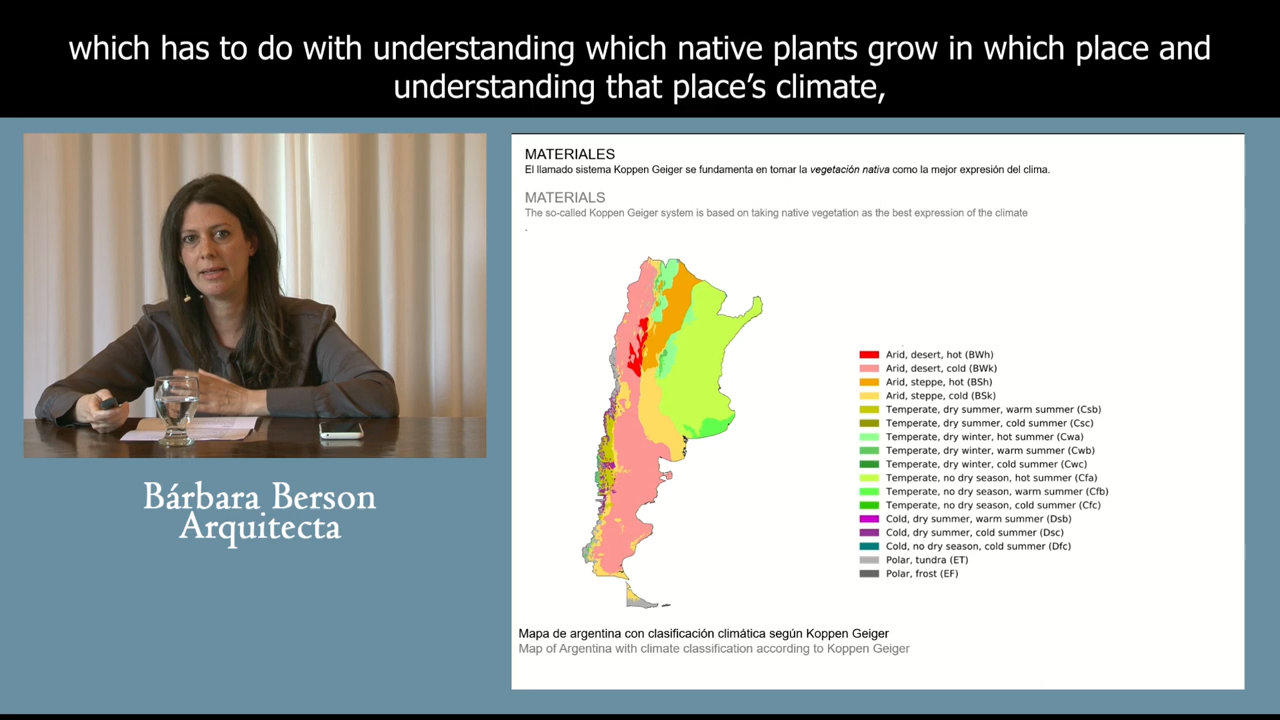 which has to do with understanding which native plants grow in which place and
understanding that place's climate,
MATERIALES
El llamado sistema Koppen Geiger se fundamenta en tomar la vegetación nativa como la mejor expresión del clima.
MATERIALS
The so-called Koppen Geiger system is based on taking native vegetation as the best expression of the climate
.
Arid, desert, hot (BWh)
Arid, desert, cold (BWk)
Arid, steppe, hot (BSh)
Arid, steppe, cold (BSk)
Temperate, dry summer, warm summer (Csb)
Temperate, dry summer, cold summer (Csc)
Temperate, dry winter, hot summer (Cwa)
Temperate, dry winter, warm summer (Cwb)
Temperate, dry winter, cold summer (Cwc)
Temperate, no dry season, hot summer (Cfa)
Temperate, no dry season, warm summer (Cfb)
Temperate, no dry season, cold summer (Cfc)
Cold, dry summer, warm summer (Dsb)
Cold, dry summer, cold summer (Dsc)
Cold, no dry season, cold summer (Dfc)
Polar, tundra (ET)
Polar, frost (EF)
Mapa de argentina con clasificación climática según Koppen Geiger
Map of Argentina with climate classification according to Koppen Geiger
Bárbara Berson
Arquitecta